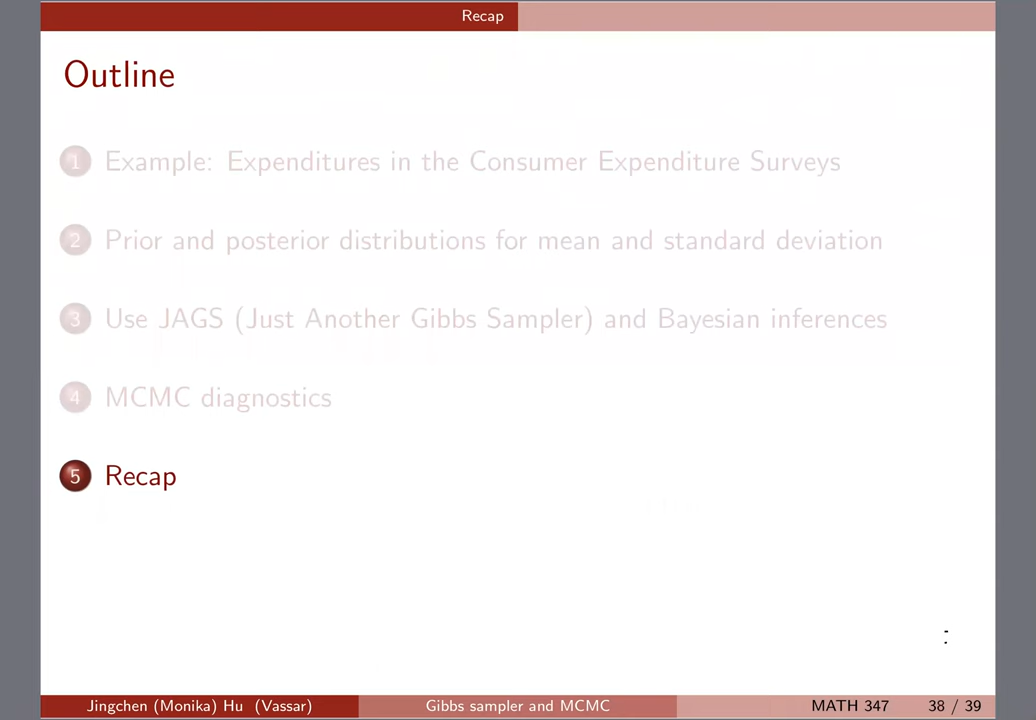 Recap
Outline
1 Example: Expenditures in the Consumer Expenditure Surveys
2 Prior and posterior distributions for mean and standard deviation
3 Use JAGS (Just Another Gibbs Sampler) and Bayesian inferences
4 MCMC diagnostics
5 Recap
Jingchen (Monika) Hu (Vassar) Gibbs sampler and MCMC MATH 347 38 / 39